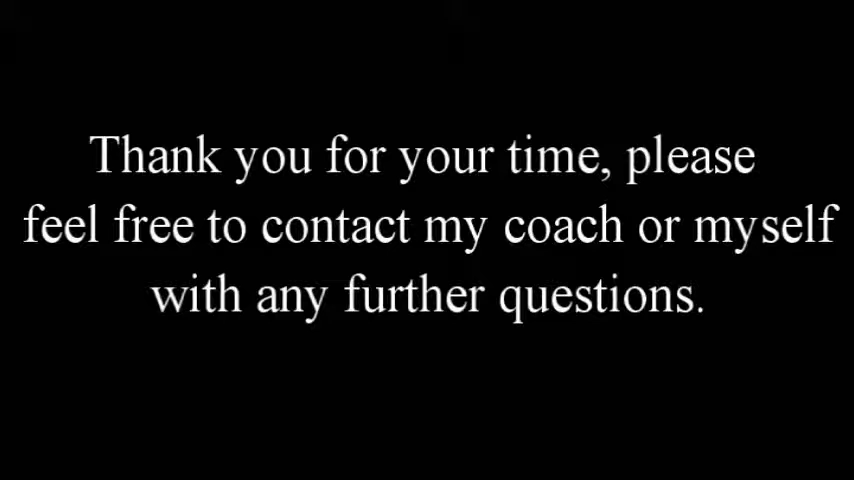 Thank you for your time, please
feel free to contact my coach or myself
with any further questions.